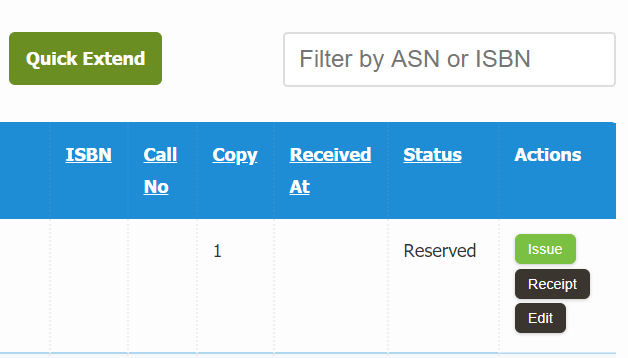 Quick Extend Filter by ASN or ISBN
ISBN Call No Copy Received At Status Actions
1 Reserved Issue
Receipt
Edit